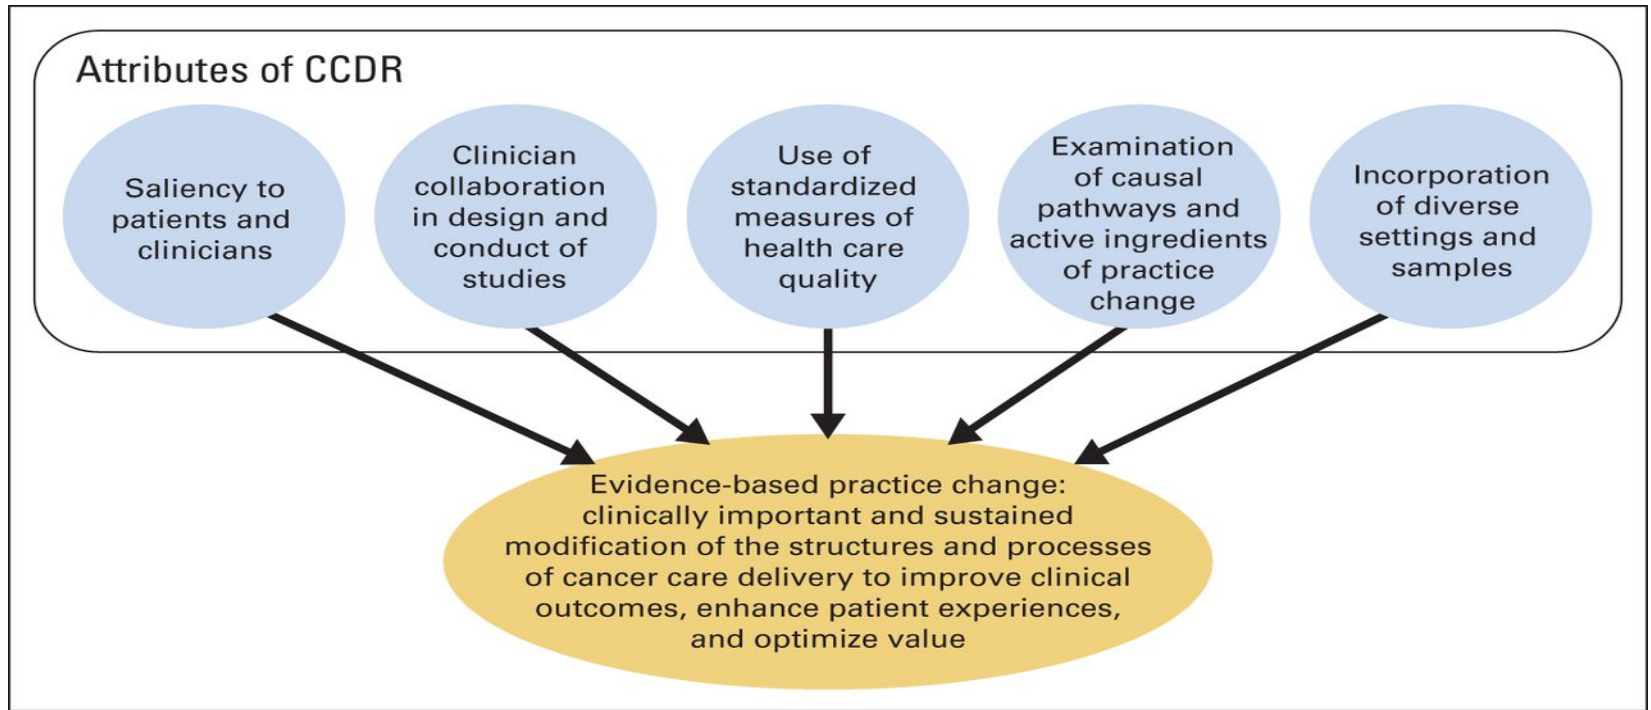 Attributes of CCDR
Saliency to
patients and
clinicians
Clinician
collaboration
in design and
conduct of
studies
Use of
standardized
measures of
health care
quality
Examination
of causal
pathways and
active ingredients
of practice
change
Incorporation
of diverse
settings and
samples
Evidence-based practice change:
clinically important and sustained
modification of the structures and processes
of cancer care delivery to improve clinical
outcomes, enhance patient experiences,
and optimize value